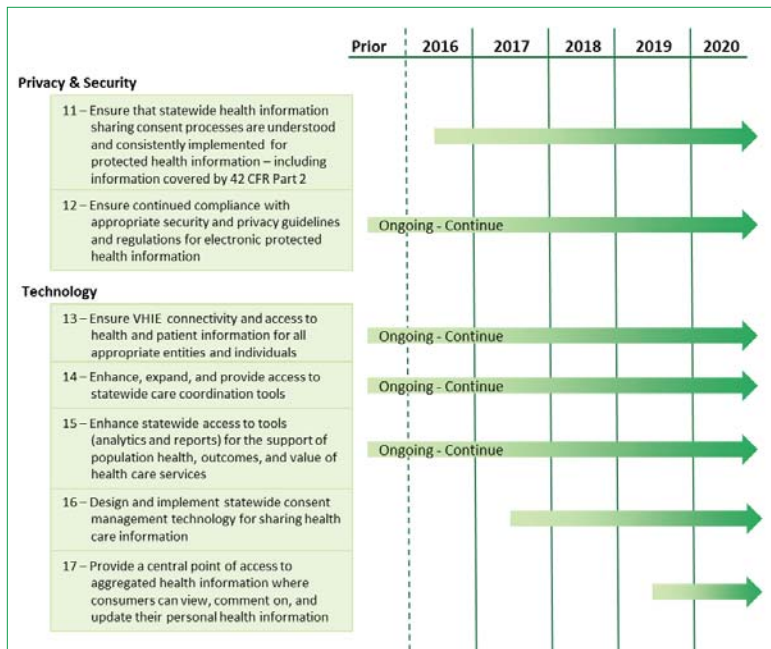 Prior 2016 2017 2018 2019 2020
Privacy & Security
11 – Ensure that statewide health information
sharing consent processes are understood
and consistently implemented for
protected health information – including
information covered by 42 CFR Part 2
12 – Ensure continued compliance with
appropriate security and privacy guidelines
and regulations for electronic protected
health information
Ongoing - Continue
Technology
13 – Ensure VHIE connectivity and access to
health and patient information for all
appropriate entities and individuals
Ongoing - Continue
14 – Enhance, expand, and provide access to
statewide care coordination tools
Ongoing - Continue
15 – Enhance statewide access to tools
(analytics and reports) for the support of
population health, outcomes, and value of
health care services
Ongoing - Continue
16 – Design and implement statewide consent
management technology for sharing health
care information
17 – Provide a central point of access to
aggregated health information where
consumers can view, comment on, and
update their personal health information